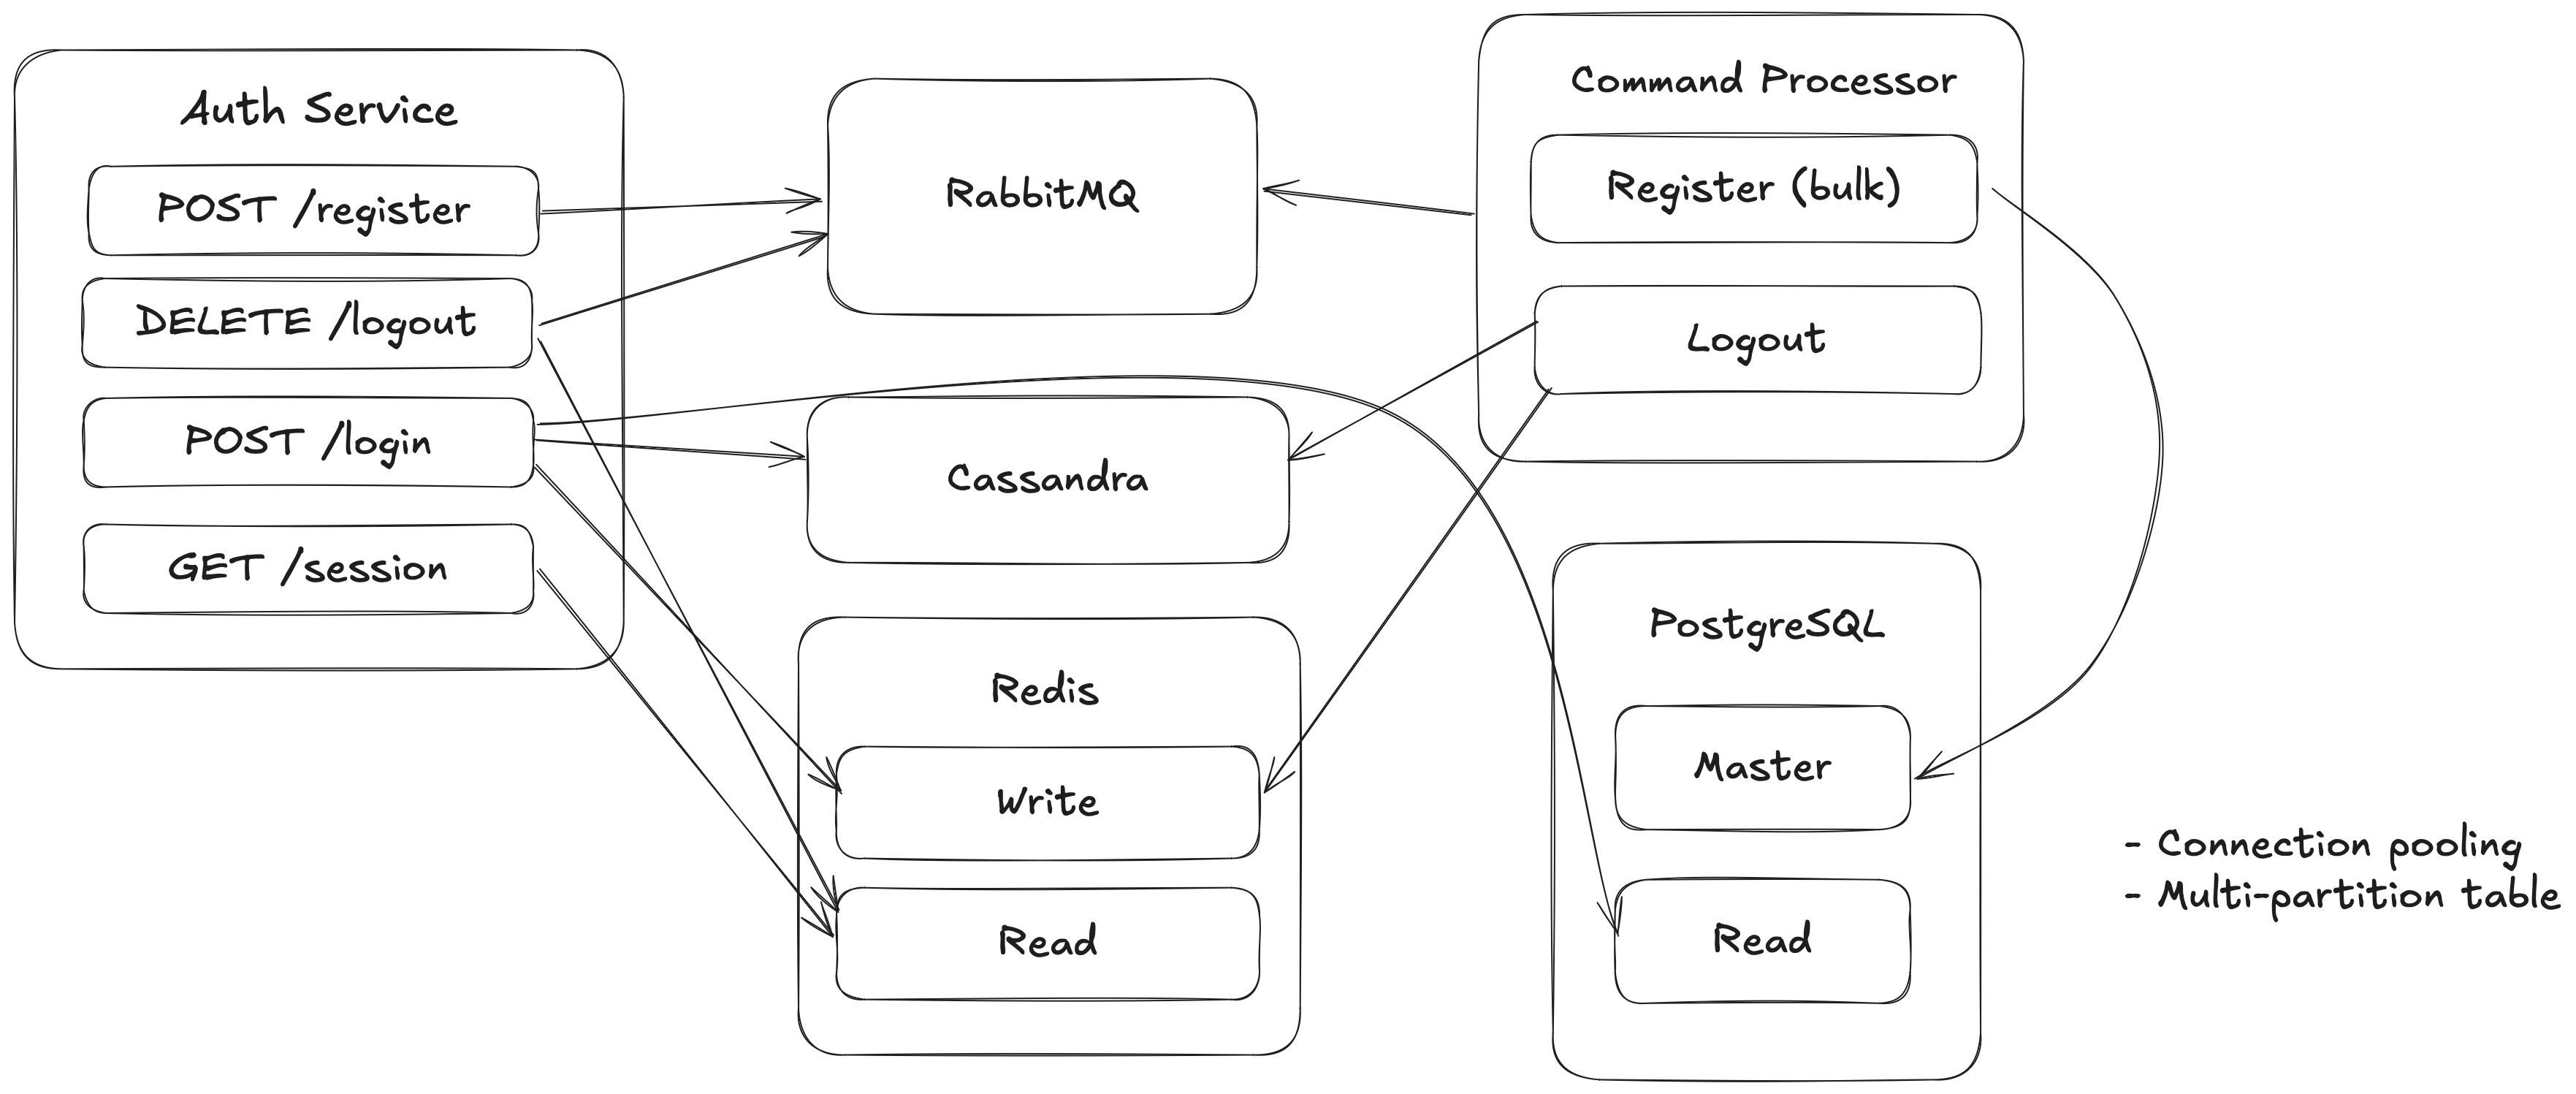 Auth Service
POST /register
DELETE /logout
POST /login
GET /session
RabbitMQ
Cassandra
Redis
Write
Read
Command Processor
Register (bulk)
Logout
PostgreSQL
Master
Read
- Connection pooling
- Multi-partition table